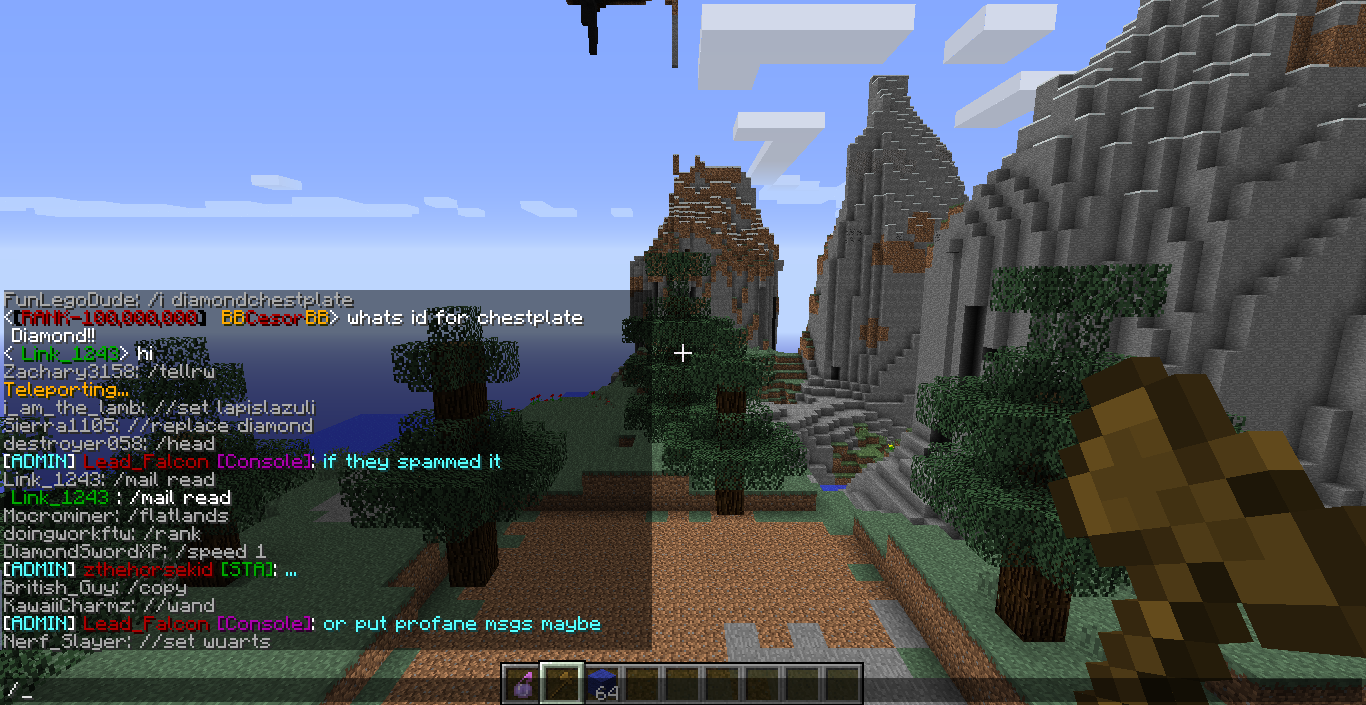 FunLegoDude: /i diamondchestplate
<[RANK-100,000,000]  BBCesorBB> whats id for chestplate
Diamond!!
< Link_1243> hi
Zachary3158: /tellrw
Teleporting...
i_am_the_lamb: //set lapislazuli
Sierra1105: //replace diamond
destroyer058: /head
[ADMIN] Lead_Falcon [Console]: if they spammed it
Link_1243: /mail read
Link_1243 : /mail read
Mocrominer: /flatlands
doingworkftw: /rank
DiamondSwordXP: /speed 1
[ADMIN] zthehorsekid [STA]: ...
British_Guy: /copy
KawaiiCharmz: //wand
[ADMIN] Lead_Falcon [Console]: or put profane msgs maybe
Nerf_Slayer: //set wuarts
64
/_